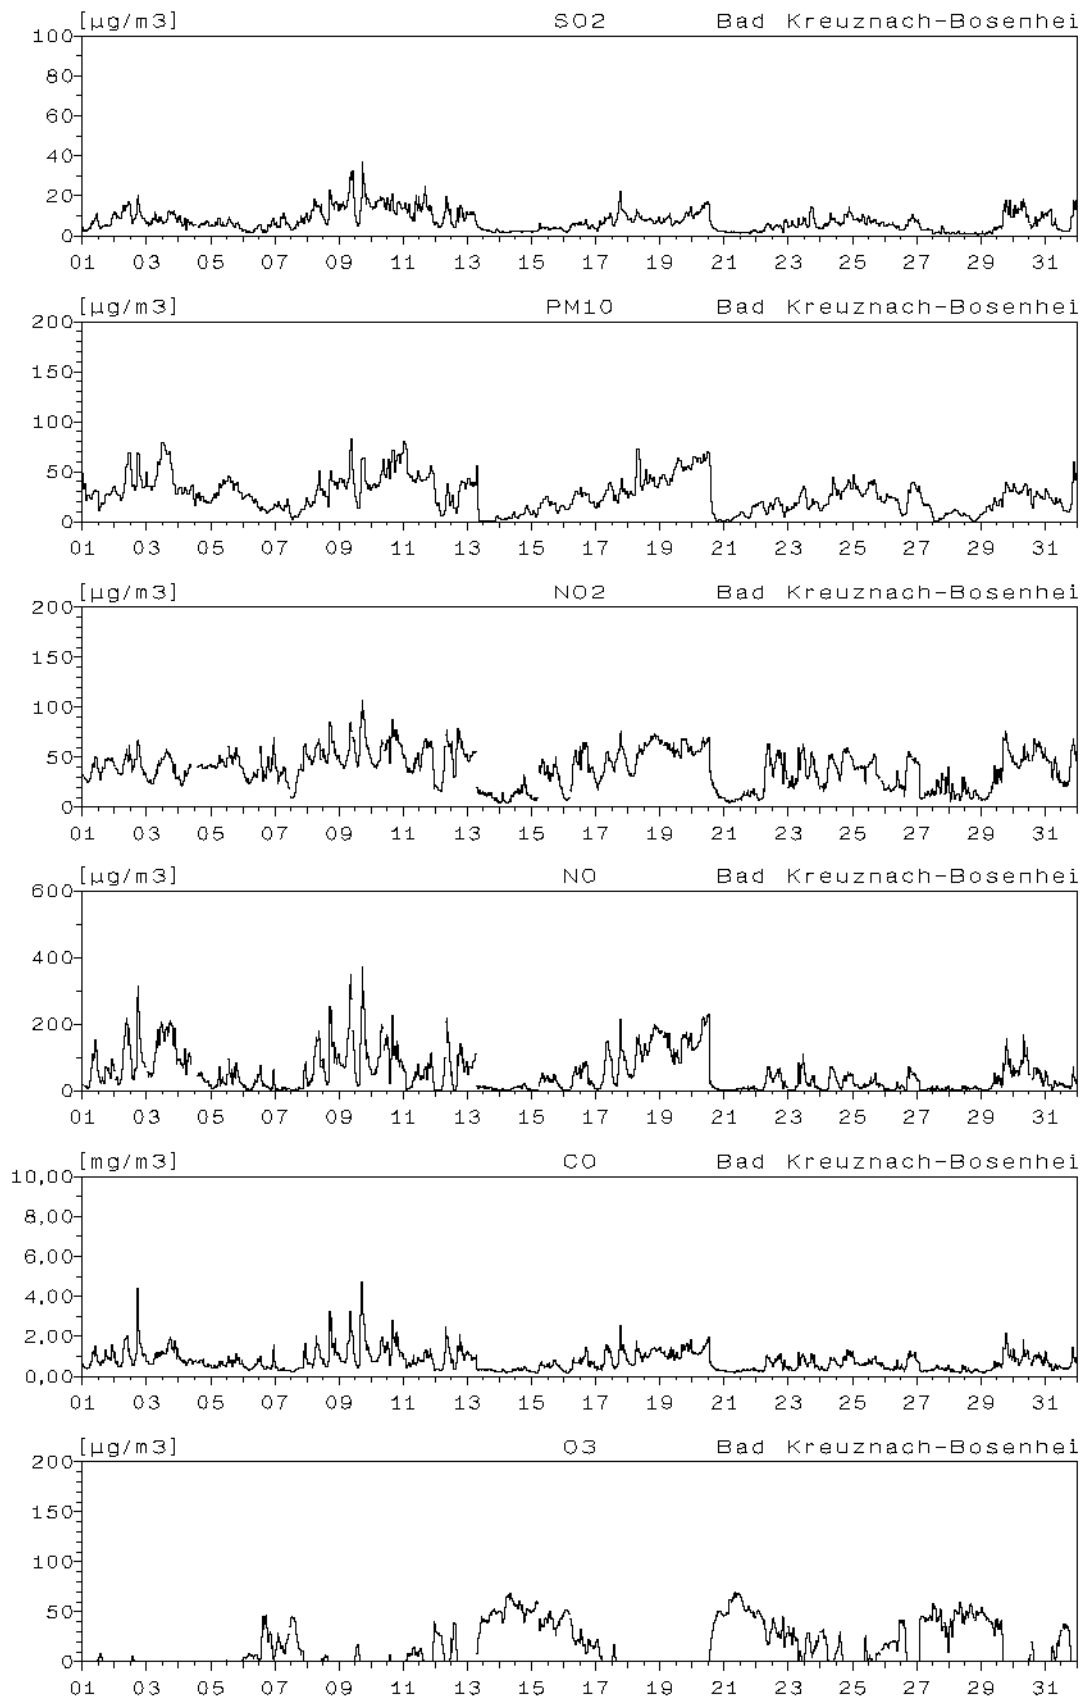 [µg/m3] SO2 Bad Kreuznach-Bosenhei
100
80
60
40
20
0
01 03 05 07 09 11 13 15 17 19 21 23 25 27 29 31
[µg/m3] PM10 Bad Kreuznach-Bosenhei
200
150
100
50
0
01 03 05 07 09 11 13 15 17 19 21 23 25 27 29 31
[µg/m3] NO2 Bad Kreuznach-Bosenhei
200
150
100
50
0
01 03 05 07 09 11 13 15 17 19 21 23 25 27 29 31
[µg/m3] NO Bad Kreuznach-Bosenhei
600
400
200
0
01 03 05 07 09 11 13 15 17 19 21 23 25 27 29 31
[mg/m3] CO Bad Kreuznach-Bosenhei
10,00
8,00
6,00
4,00
2,00
0,00
01 03 05 07 09 11 13 15 17 19 21 23 25 27 29 31
[µg/m3] O3 Bad Kreuznach-Bosenhei
200
150
100
50
0
01 03 05 07 09 11 13 15 17 19 21 23 25 27 29 31